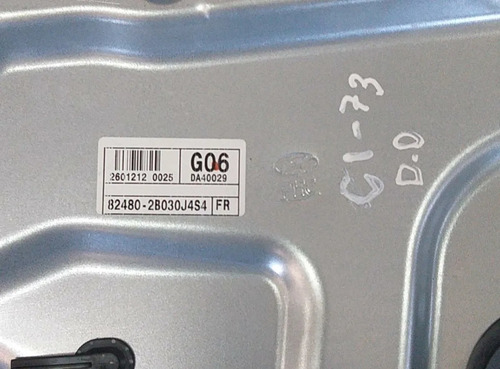 G06
2601212 0025
DA40029
82480-2B030J4S4 FR
C1-73
D.O